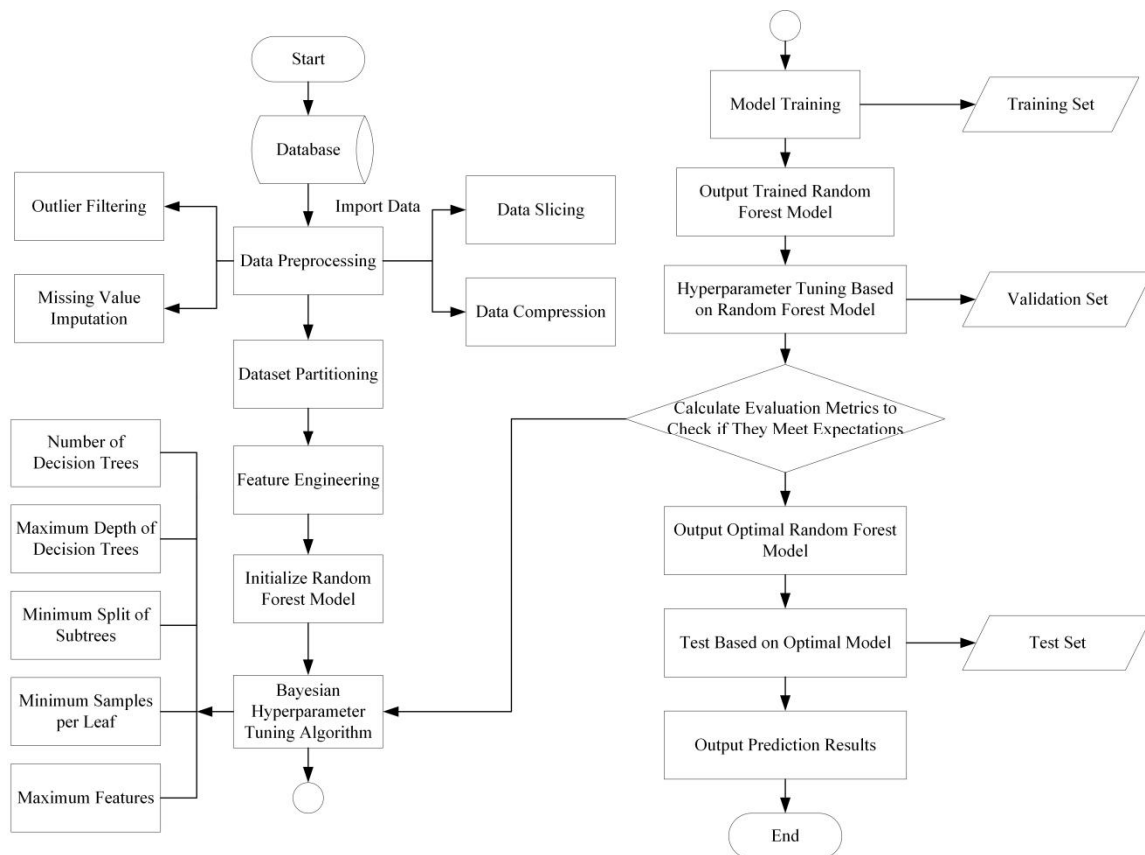 Start
Database
Import Data
Outlier Filtering
Data Slicing
Data Preprocessing
Missing Value
Imputation
Data Compression
Dataset Partitioning
Number of
Decision Trees
Feature Engineering
Maximum Depth of
Decision Trees
Initialize Random
Forest Model
Minimum Split of
Subtrees
Minimum Samples
per Leaf
Bayesian
Hyperparameter
Tuning Algorithm
Maximum Features
Model Training
Training Set
Output Trained Random
Forest Model
Hyperparameter Tuning Based
on Random Forest Model
Validation Set
Calculate Evaluation Metrics to
Check if They Meet Expectations
Output Optimal Random Forest
Model
Test Based on Optimal Model
Test Set
Output Prediction Results
End